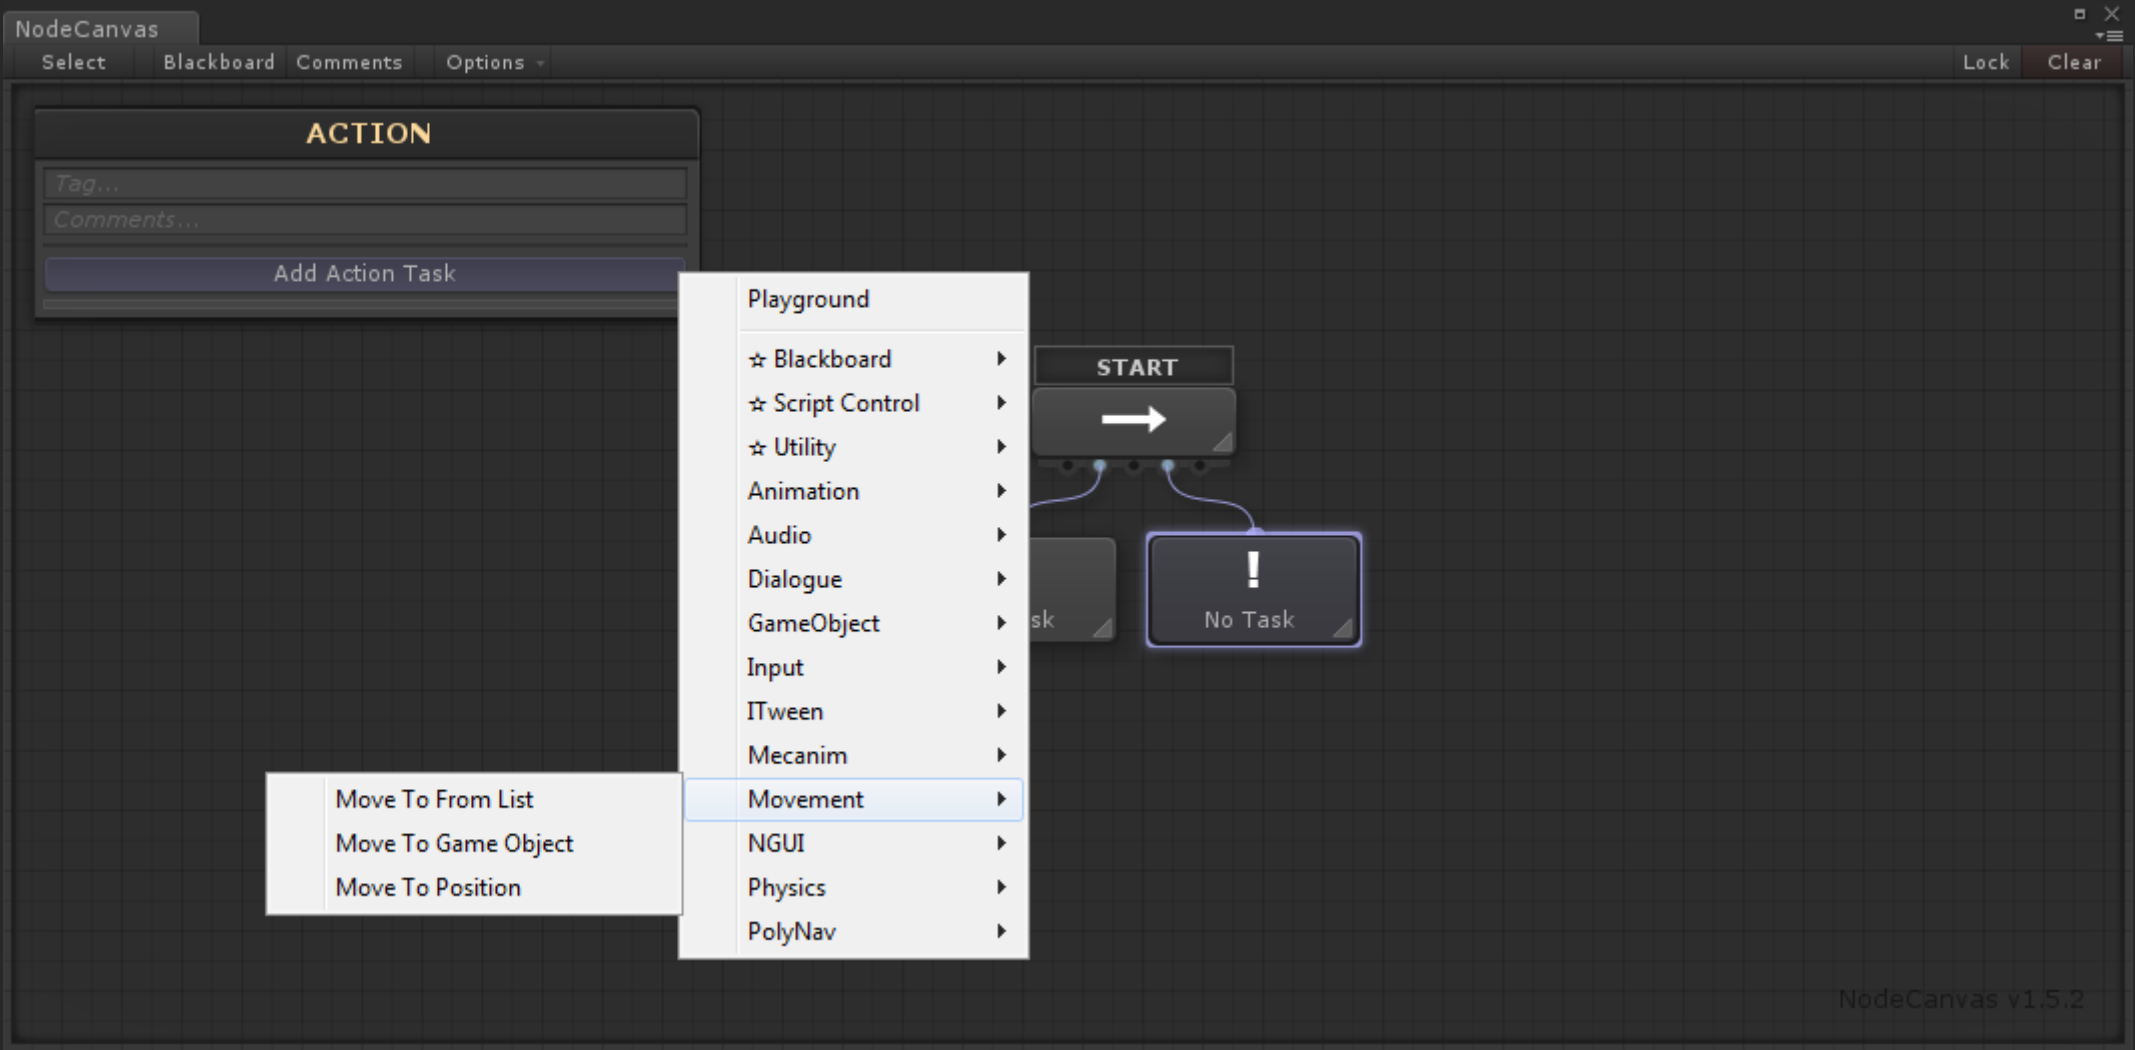 NodeCanvas
Select Blackboard Comments Options Lock Clear
ACTION
Tag...
Comments...
Add Action Task
Playground
☆ Blackboard
☆ Script Control
☆ Utility
Animation
Audio
Dialogue
GameObject
Input
ITween
Mecanim
Movement
NGUI
Physics
PolyNav
Move To From List
Move To Game Object
Move To Position
START
sk
!
No Task
NodeCanvas v1.5.2